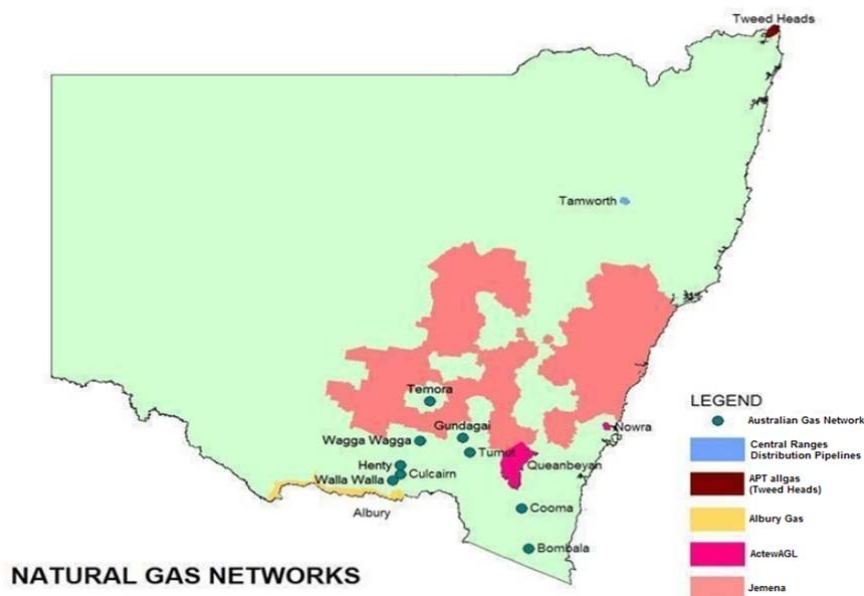 Tweed Heads
Tamworth
Temora
Gundagai
Wagga Wagga
Nowra
Tumut
Queanbeyan
Henty
Culcairn
Walla Walla
Albury
Cooma
Bombala
NATURAL GAS NETWORKS
LEGEND
Australian Gas Network
Central Ranges
Distribution Pipelines
APT allgas
(Tweed Heads)
Albury Gas
ActewAGL
Jemena